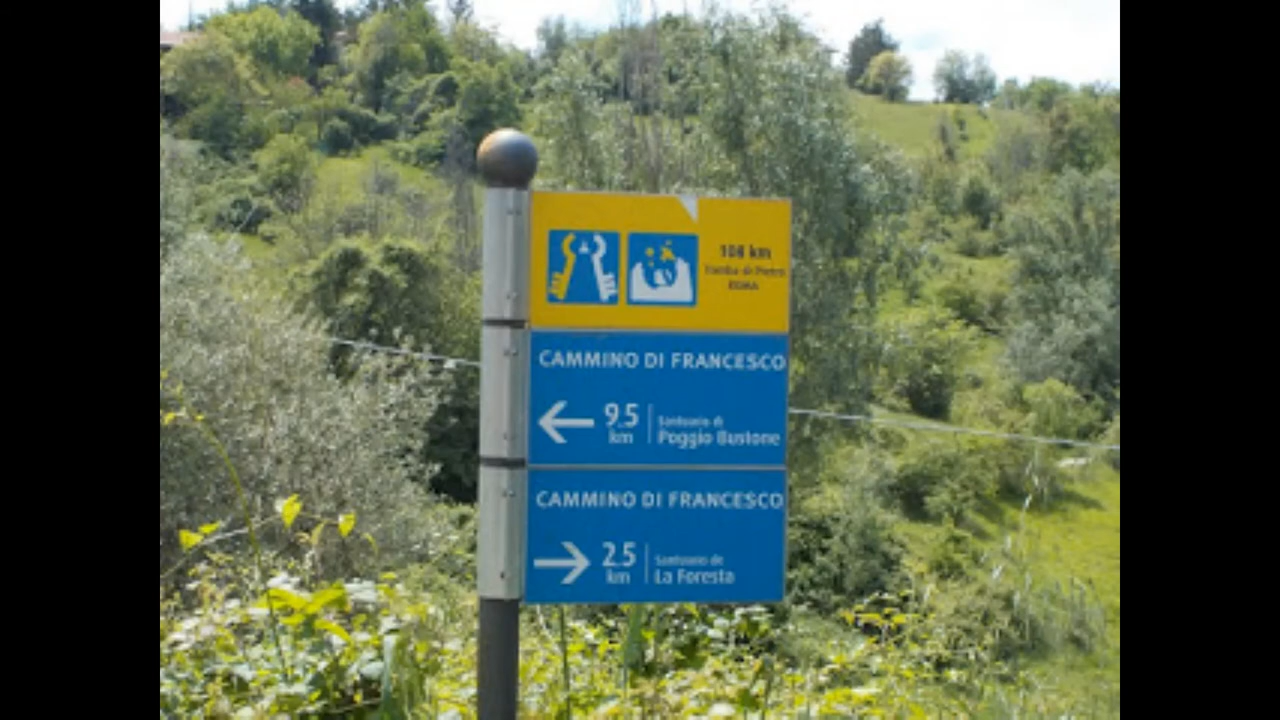 108 km
Tomba di Pietro
ROMA
CAMMINO DI FRANCESCO
9.5
km
Santuario di
Poggio Bustone
CAMMINO DI FRANCESCO
2.5
km
Santuario de
La Foresta